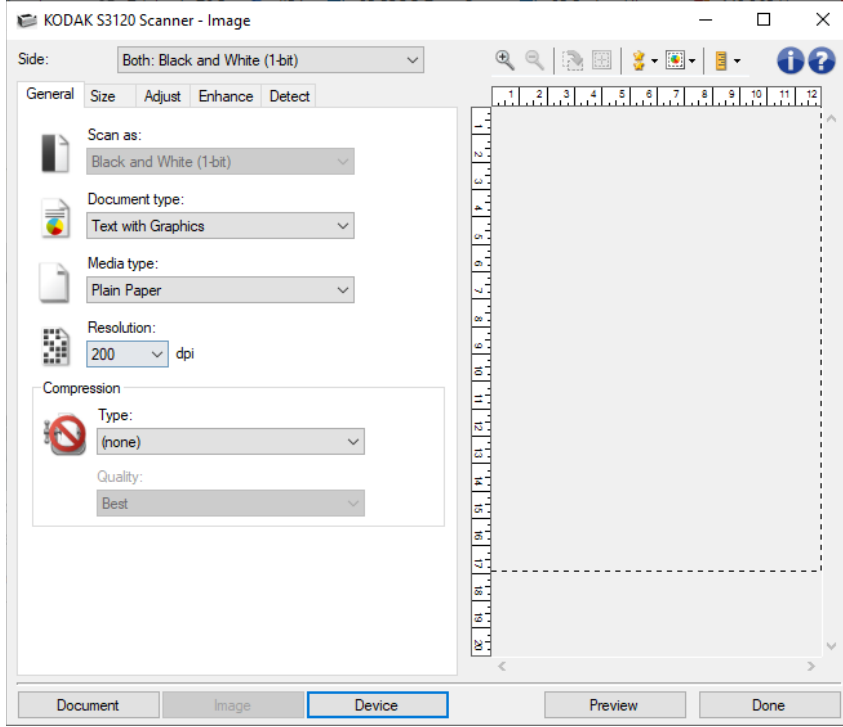 KODAK S3120 Scanner - Image
Side: Both: Black and White (1-bit)
General Size Adjust Enhance Detect
Scan as:
Black and White (1-bit)
Document type:
Text with Graphics
Media type:
Plain Paper
Resolution:
200 dpi
Compression
Type:
(none)
Quality:
Best
1 2 3 4 5 6 7 8 9 10 11 12
1
2
3
4
5
6
7
8
9
10
11
12
13
14
15
16
17
18
19
20
Document Image Device Preview Done